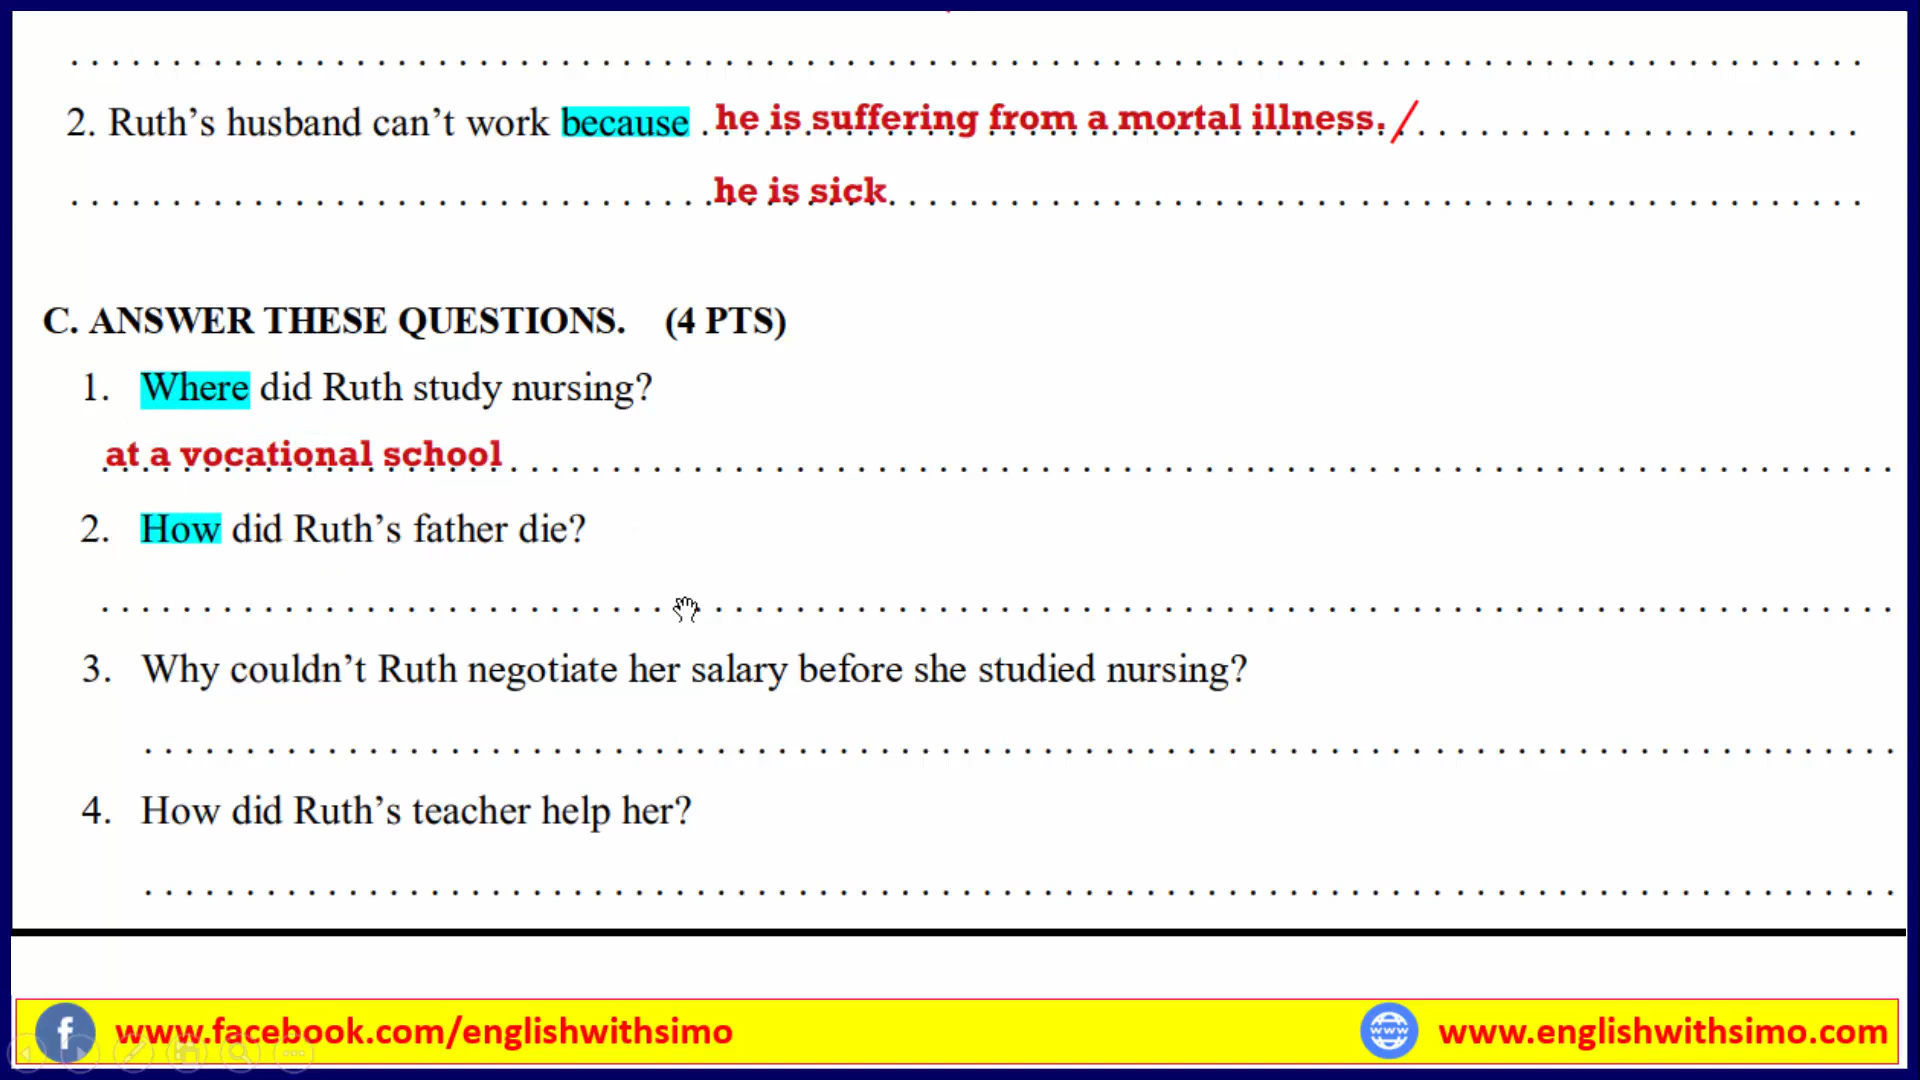 2. Ruth’s husband can’t work because he is suffering from a mortal illness. /
he is sick
C. ANSWER THESE QUESTIONS. (4 PTS)
1. Where did Ruth study nursing?
at a vocational school
2. How did Ruth’s father die?
3. Why couldn’t Ruth negotiate her salary before she studied nursing?
4. How did Ruth’s teacher help her?
f www.facebook.com/englishwithsimo www www.englishwithsimo.com